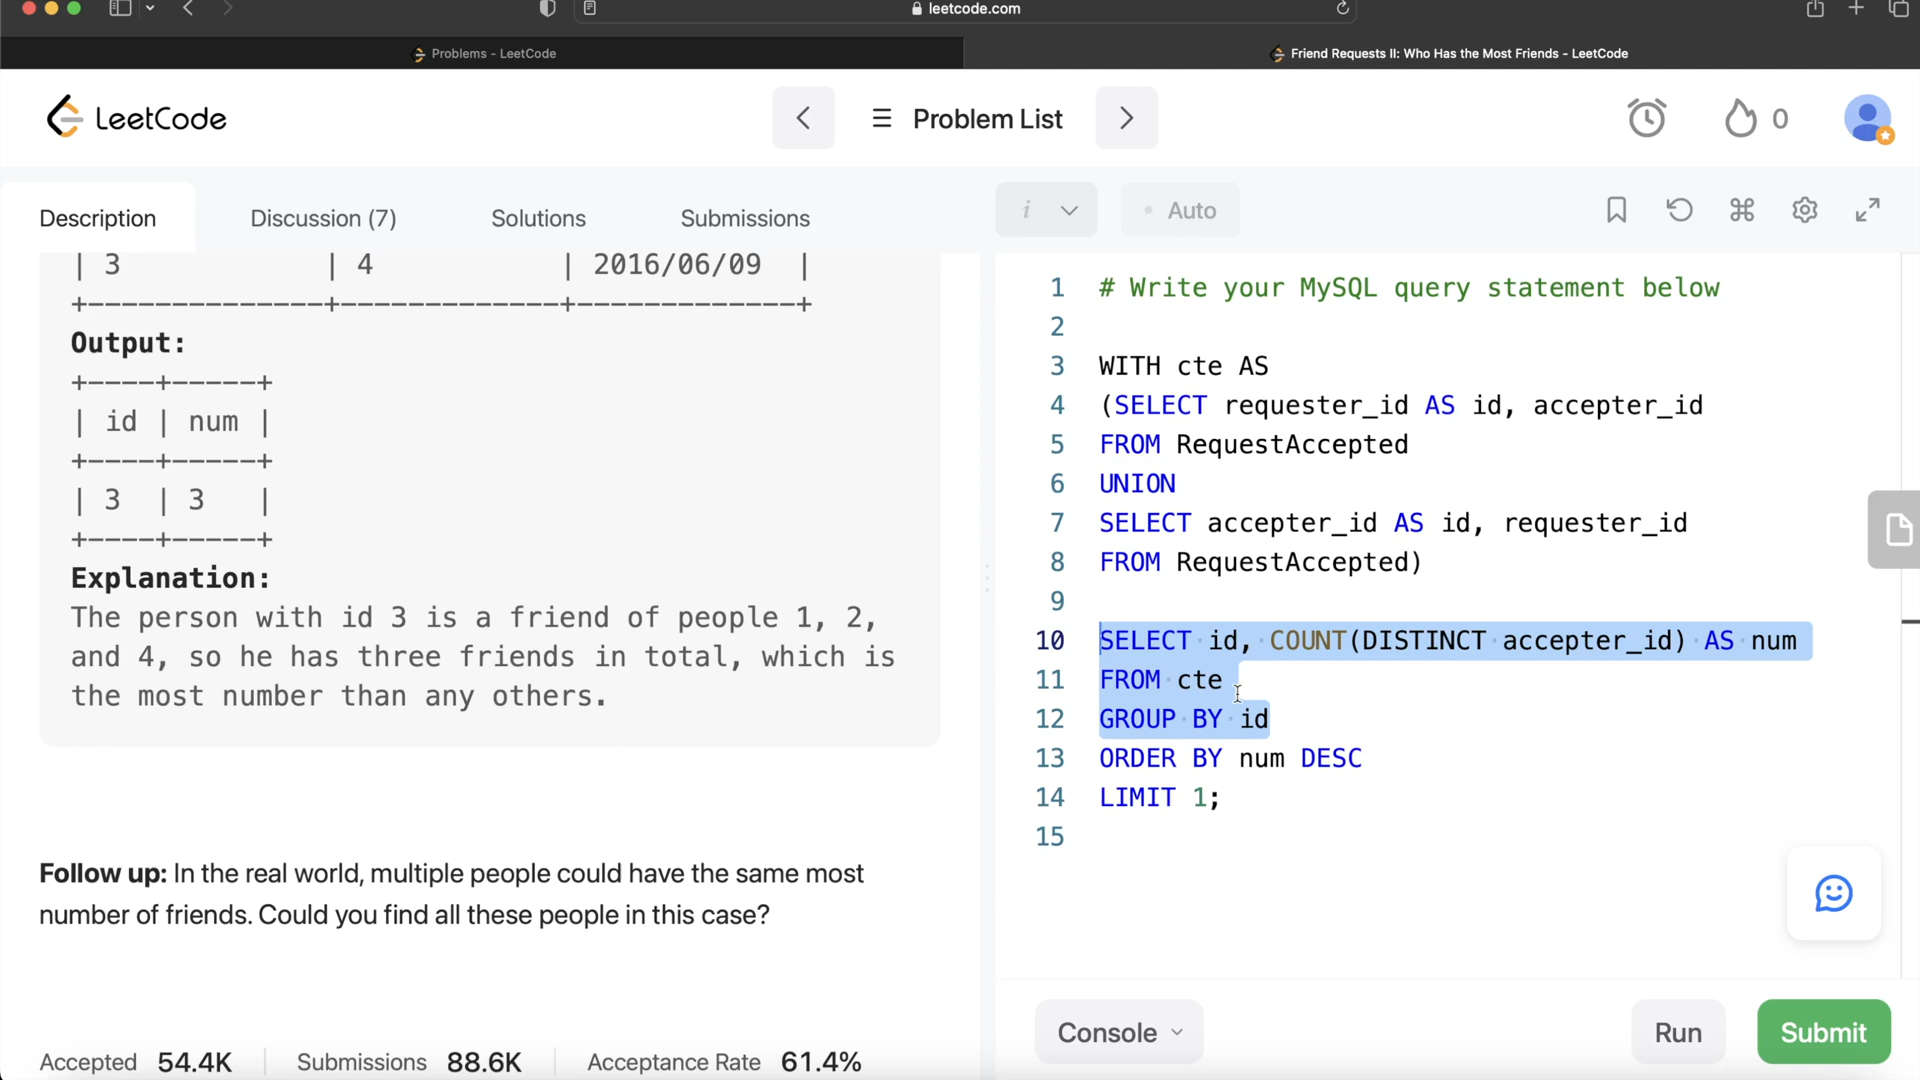 leetcode.com
Problems - LeetCode
Friend Requests II: Who Has the Most Friends - LeetCode
LeetCode
Problem List
0
Description
Discussion (7)
Solutions
Submissions
i
Auto
| 3 | 4 | 2016/06/09 |
+--------------+-------------+-------------+
Output:
+----+-----+
| id | num |
+----+-----+
| 3 | 3 |
+----+-----+
Explanation:
The person with id 3 is a friend of people 1, 2,
and 4, so he has three friends in total, which is
the most number than any others.
Follow up: In the real world, multiple people could have the same most
number of friends. Could you find all these people in this case?
Accepted 54.4K
Submissions 88.6K
Acceptance Rate 61.4%
1 # Write your MySQL query statement below
2
3 WITH cte AS
4 (SELECT requester_id AS id, accepter_id
5 FROM RequestAccepted
6 UNION
7 SELECT accepter_id AS id, requester_id
8 FROM RequestAccepted)
9
10 SELECT id, COUNT(DISTINCT accepter_id) AS num
11 FROM cte
12 GROUP BY id
13 ORDER BY num DESC
14 LIMIT 1;
15
Console
Run
Submit